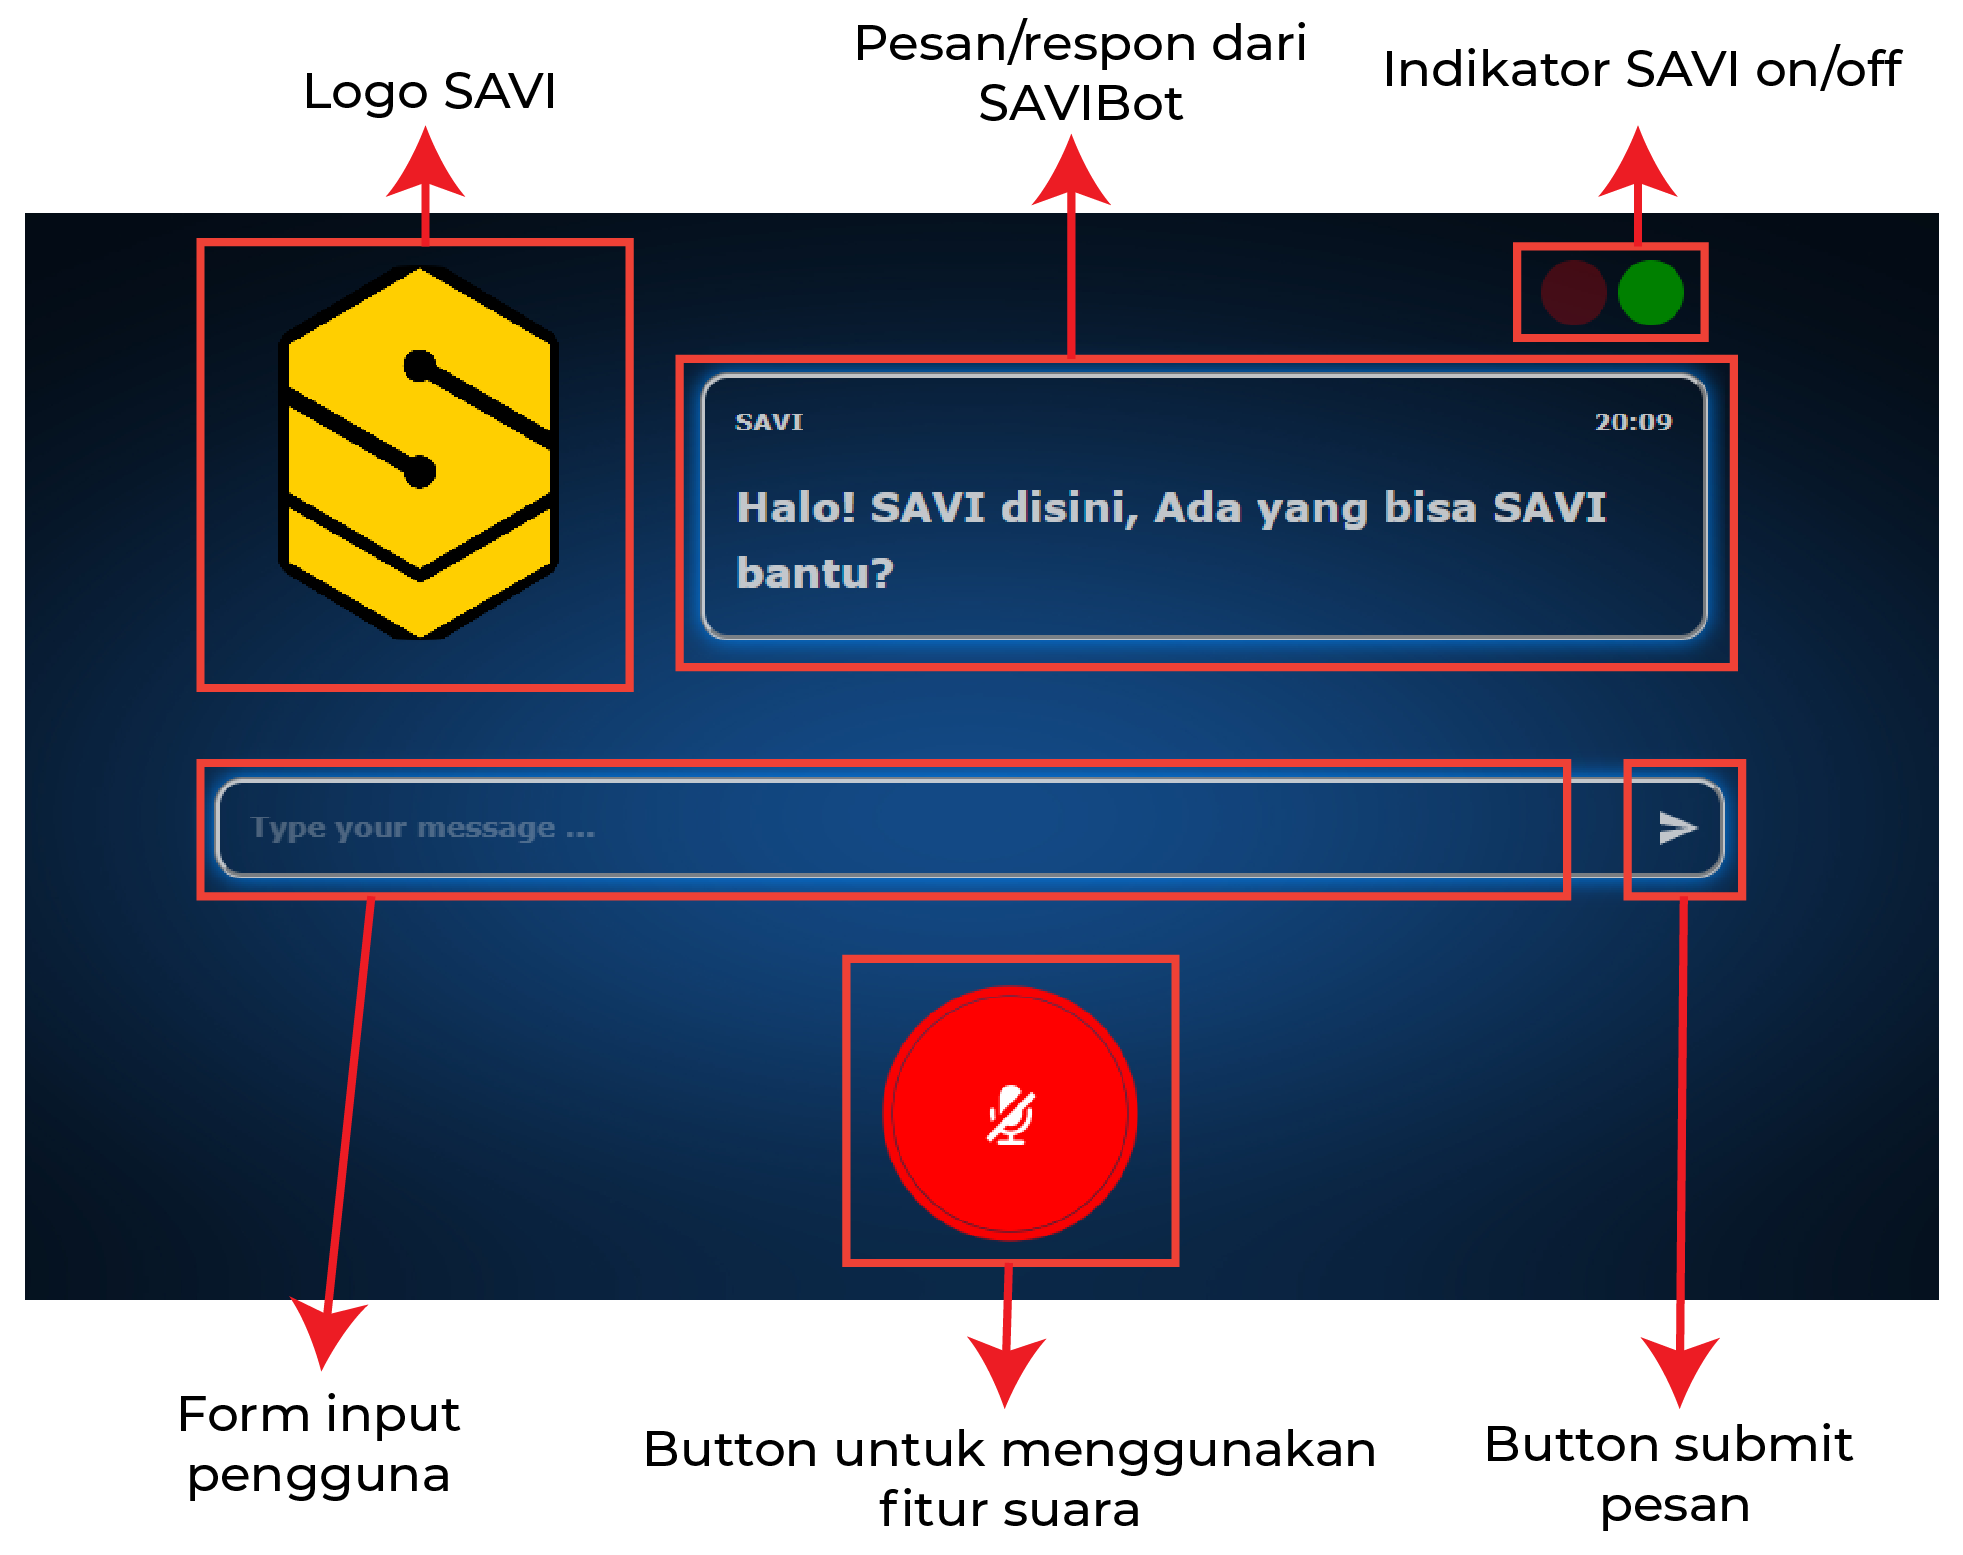 Logo SAVI
Pesan/respon dari
SAVIBot
Indikator SAVI on/off
SAVI
20:09
Halo! SAVI disini, Ada yang bisa SAVI
bantu?
Type your message ...
Form input
pengguna
Button untuk menggunakan
fitur suara
Button submit
pesan